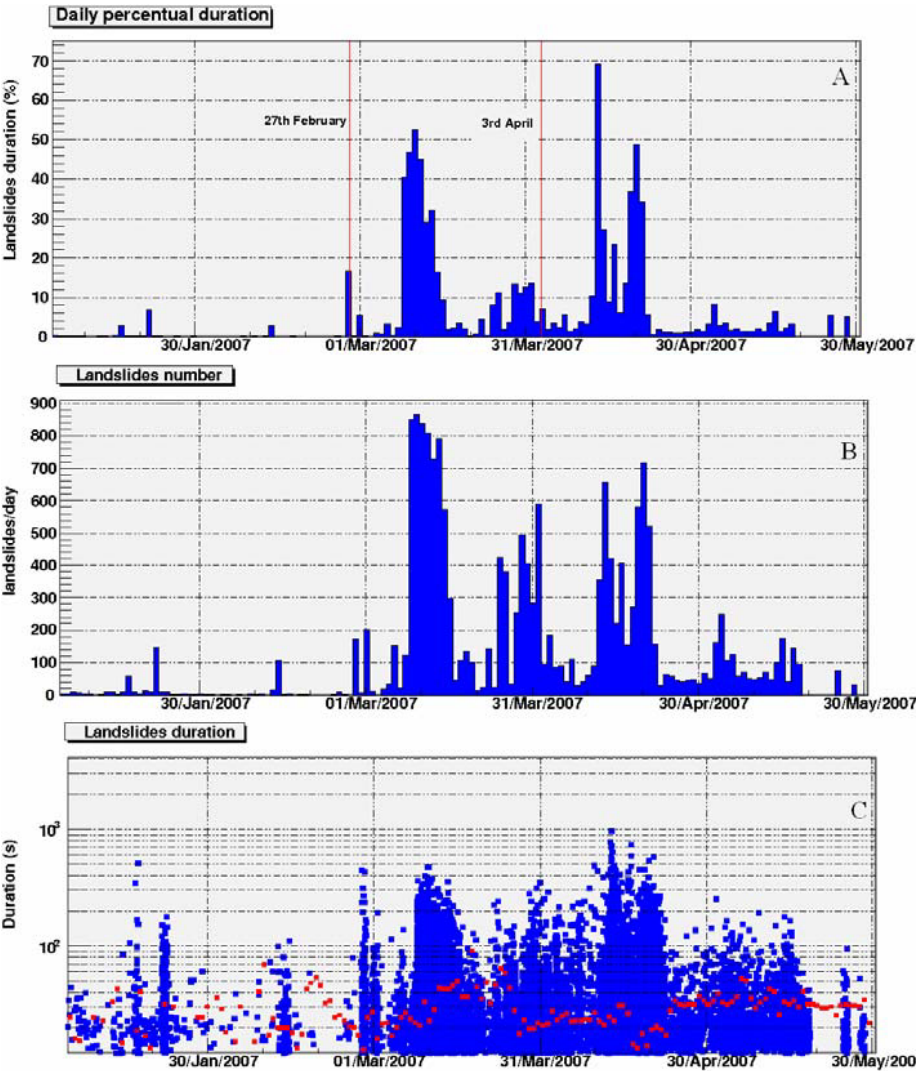 Daily percentual duration
Landslides duration (%)
70
60
50
40
30
20
10
0
A
27th February
3rd April
30/Jan/2007 01/Mar/2007 31/Mar/2007 30/Apr/2007 30/May/2007
Landslides number
landslides/day
900
800
700
600
500
400
300
200
100
0
B
30/Jan/2007 01/Mar/2007 31/Mar/2007 30/Apr/2007 30/May/2007
Landslides duration
Duration (s)
10³
10²
C
30/Jan/2007 01/Mar/2007 31/Mar/2007 30/Apr/2007 30/May/200